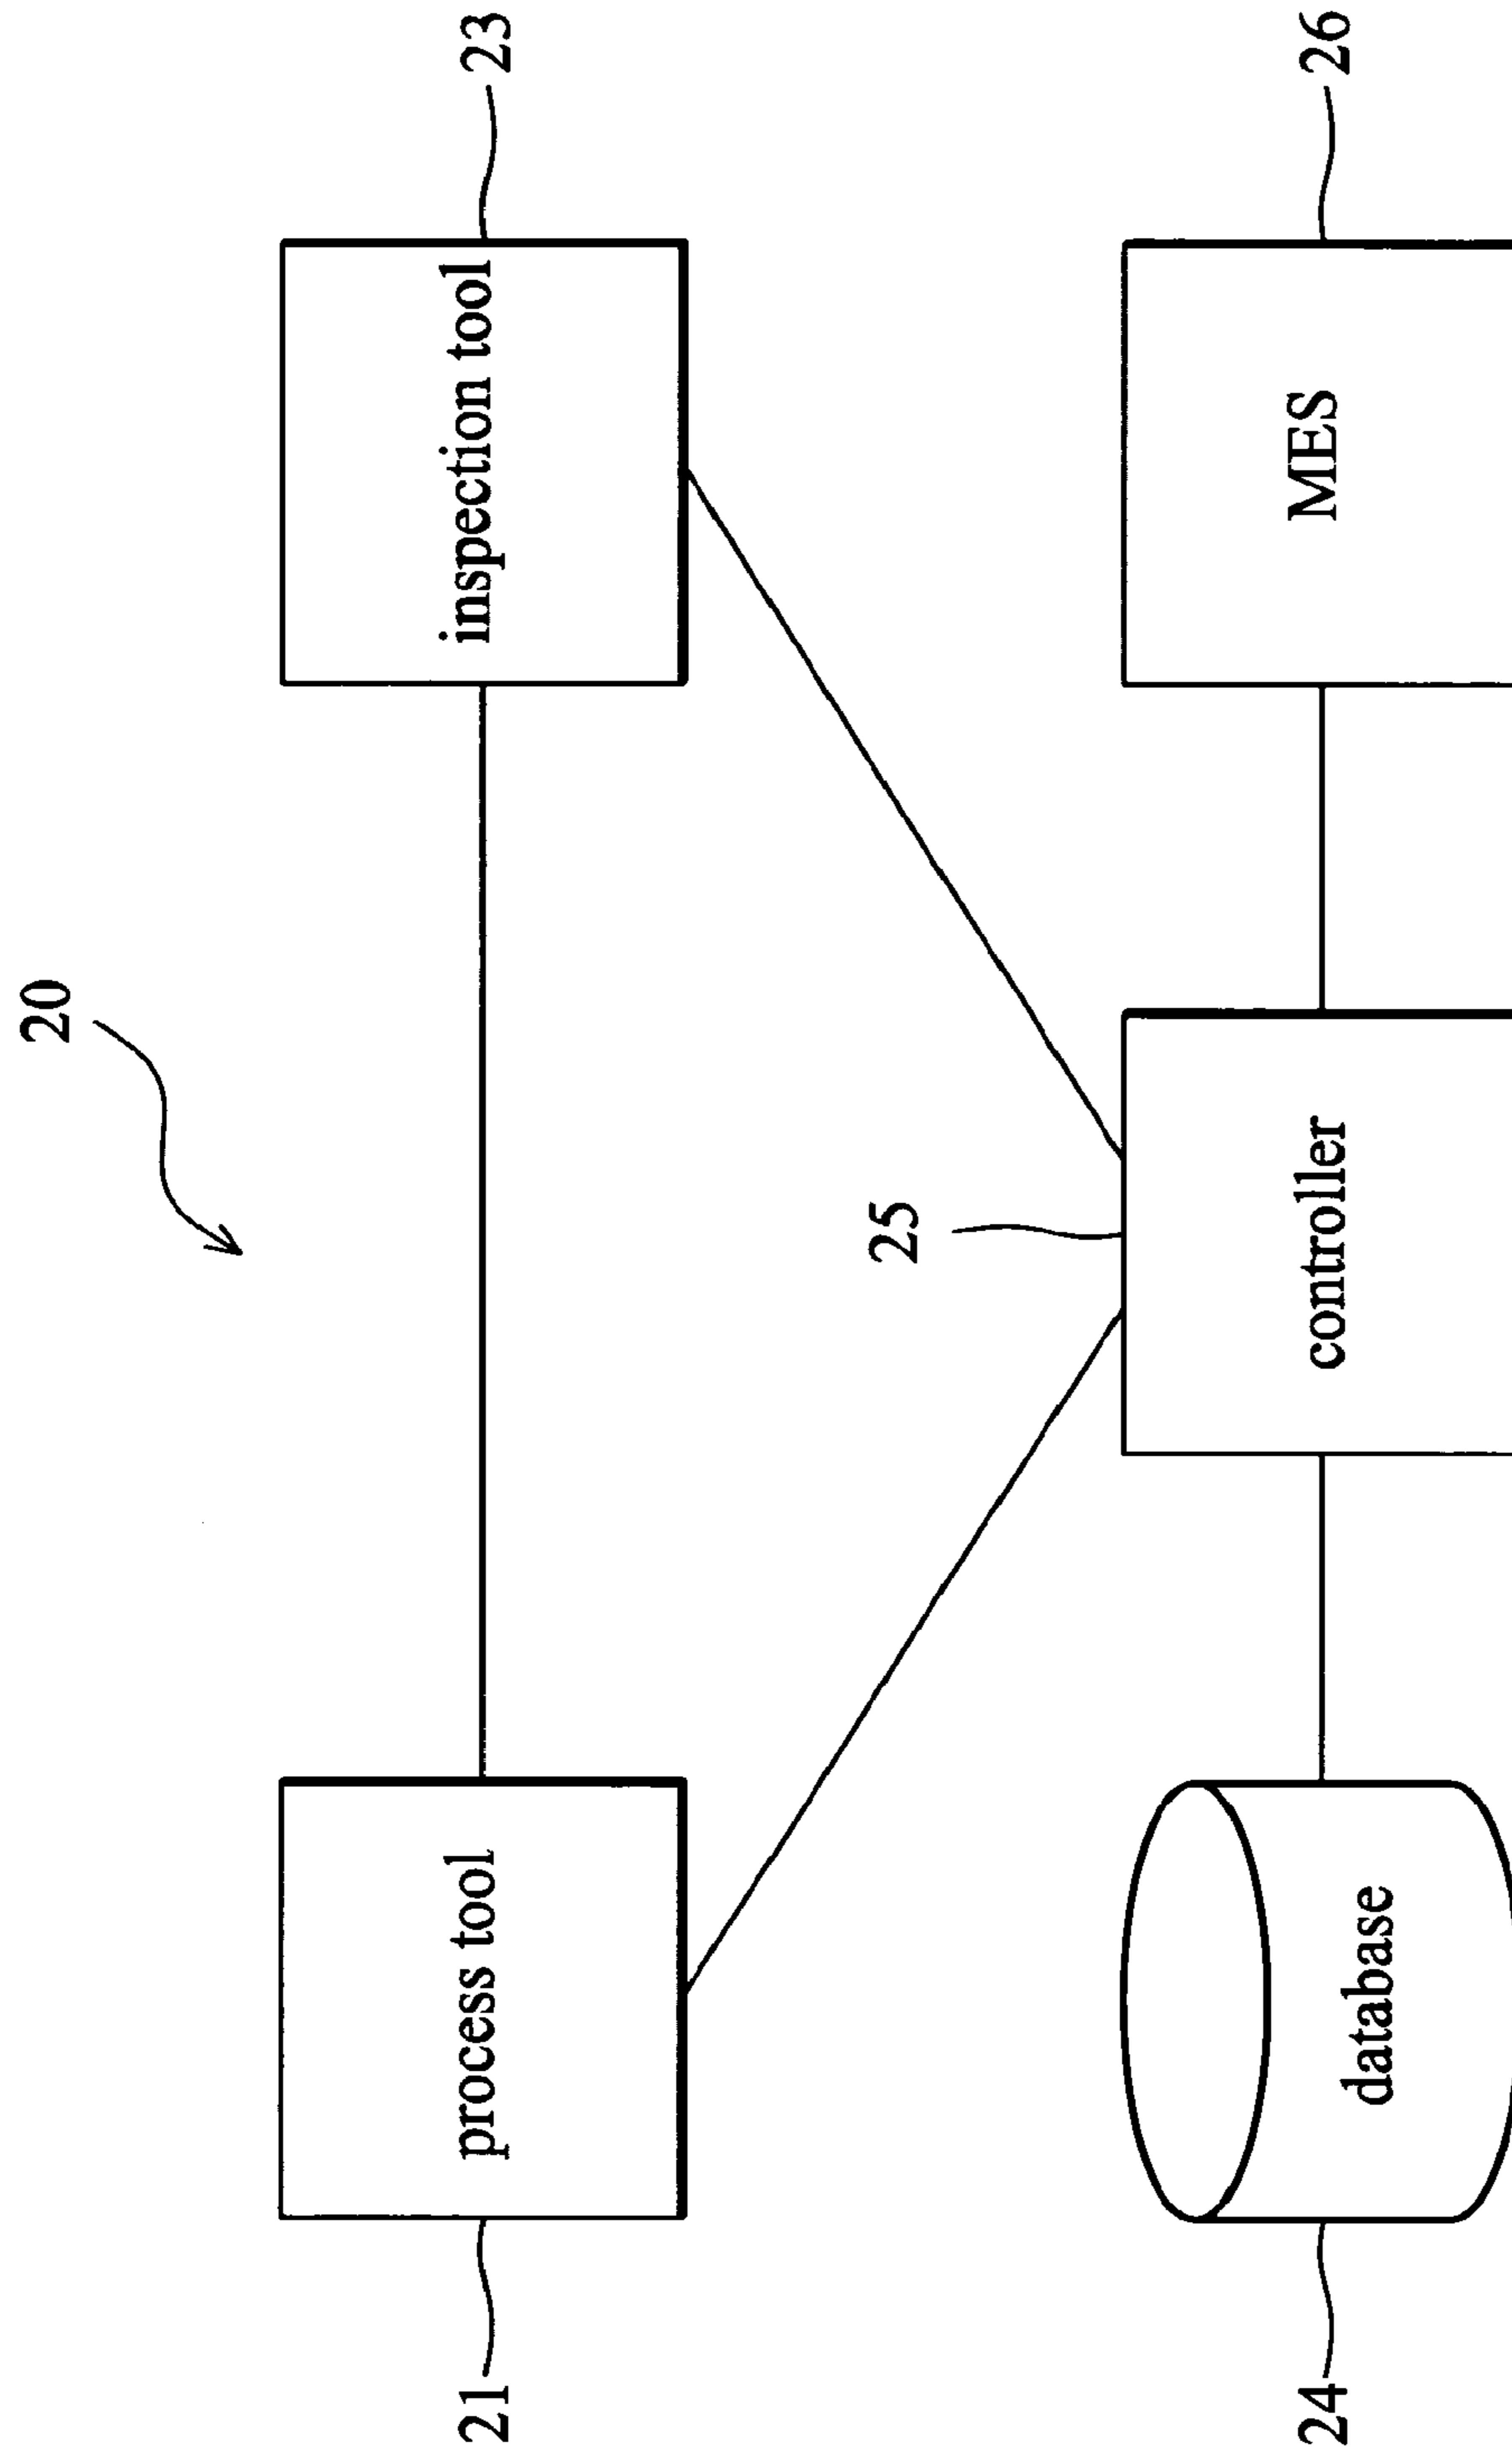 20
21
process tool
inspection tool
23
25
24
database
controller
MES
26